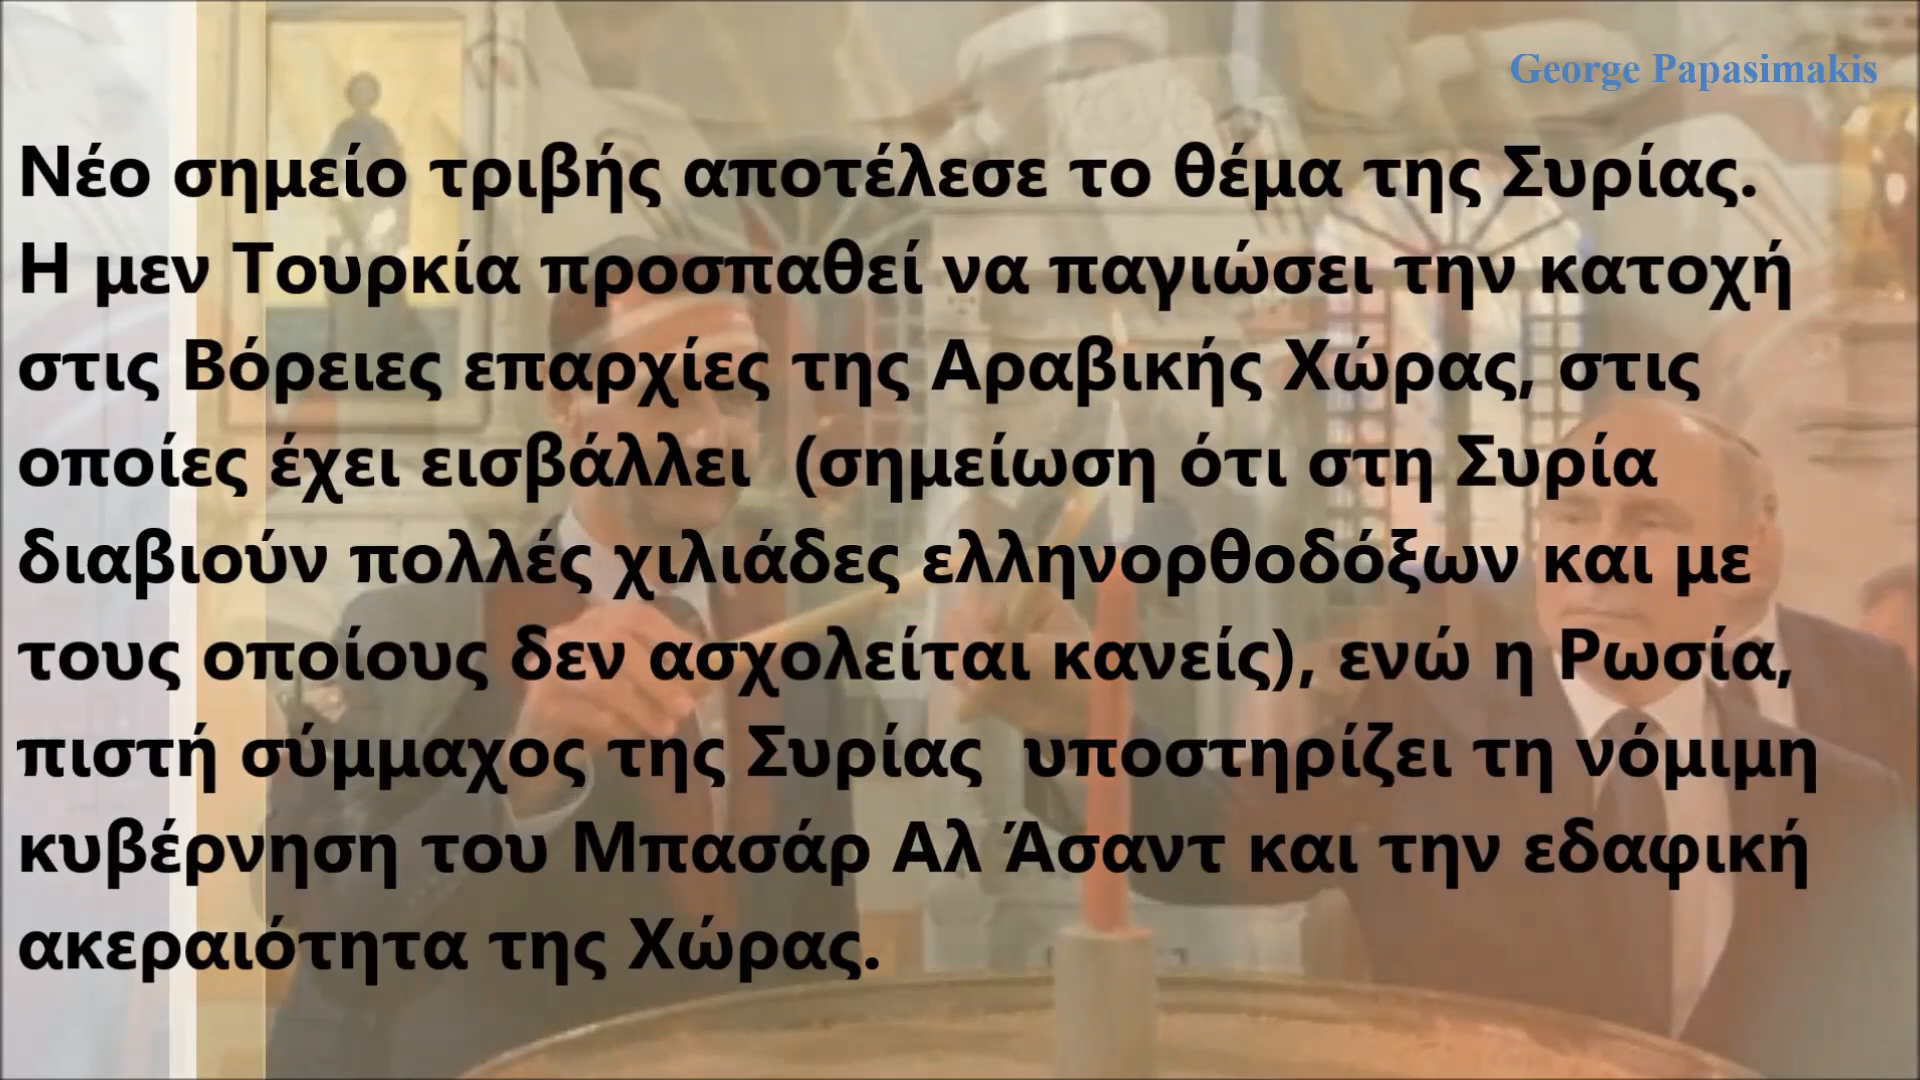 George Papasimakis
Νέο σημείο τριβής αποτέλεσε το θέμα της Συρίας.
Η μεν Τουρκία προσπαθεί να παγιώσει την κατοχή
στις Βόρειες επαρχίες της Αραβικής Χώρας, στις
οποίες έχει εισβάλλει (σημείωση ότι στη Συρία
διαβιούν πολλές χιλιάδες ελληνορθοδόξων και με
τους οποίους δεν ασχολείται κανείς), ενώ η Ρωσία,
πιστή σύμμαχος της Συρίας υποστηρίζει τη νόμιμη
κυβέρνηση του Μπασάρ Αλ Άσαντ και την εδαφική
ακεραιότητα της Χώρας.